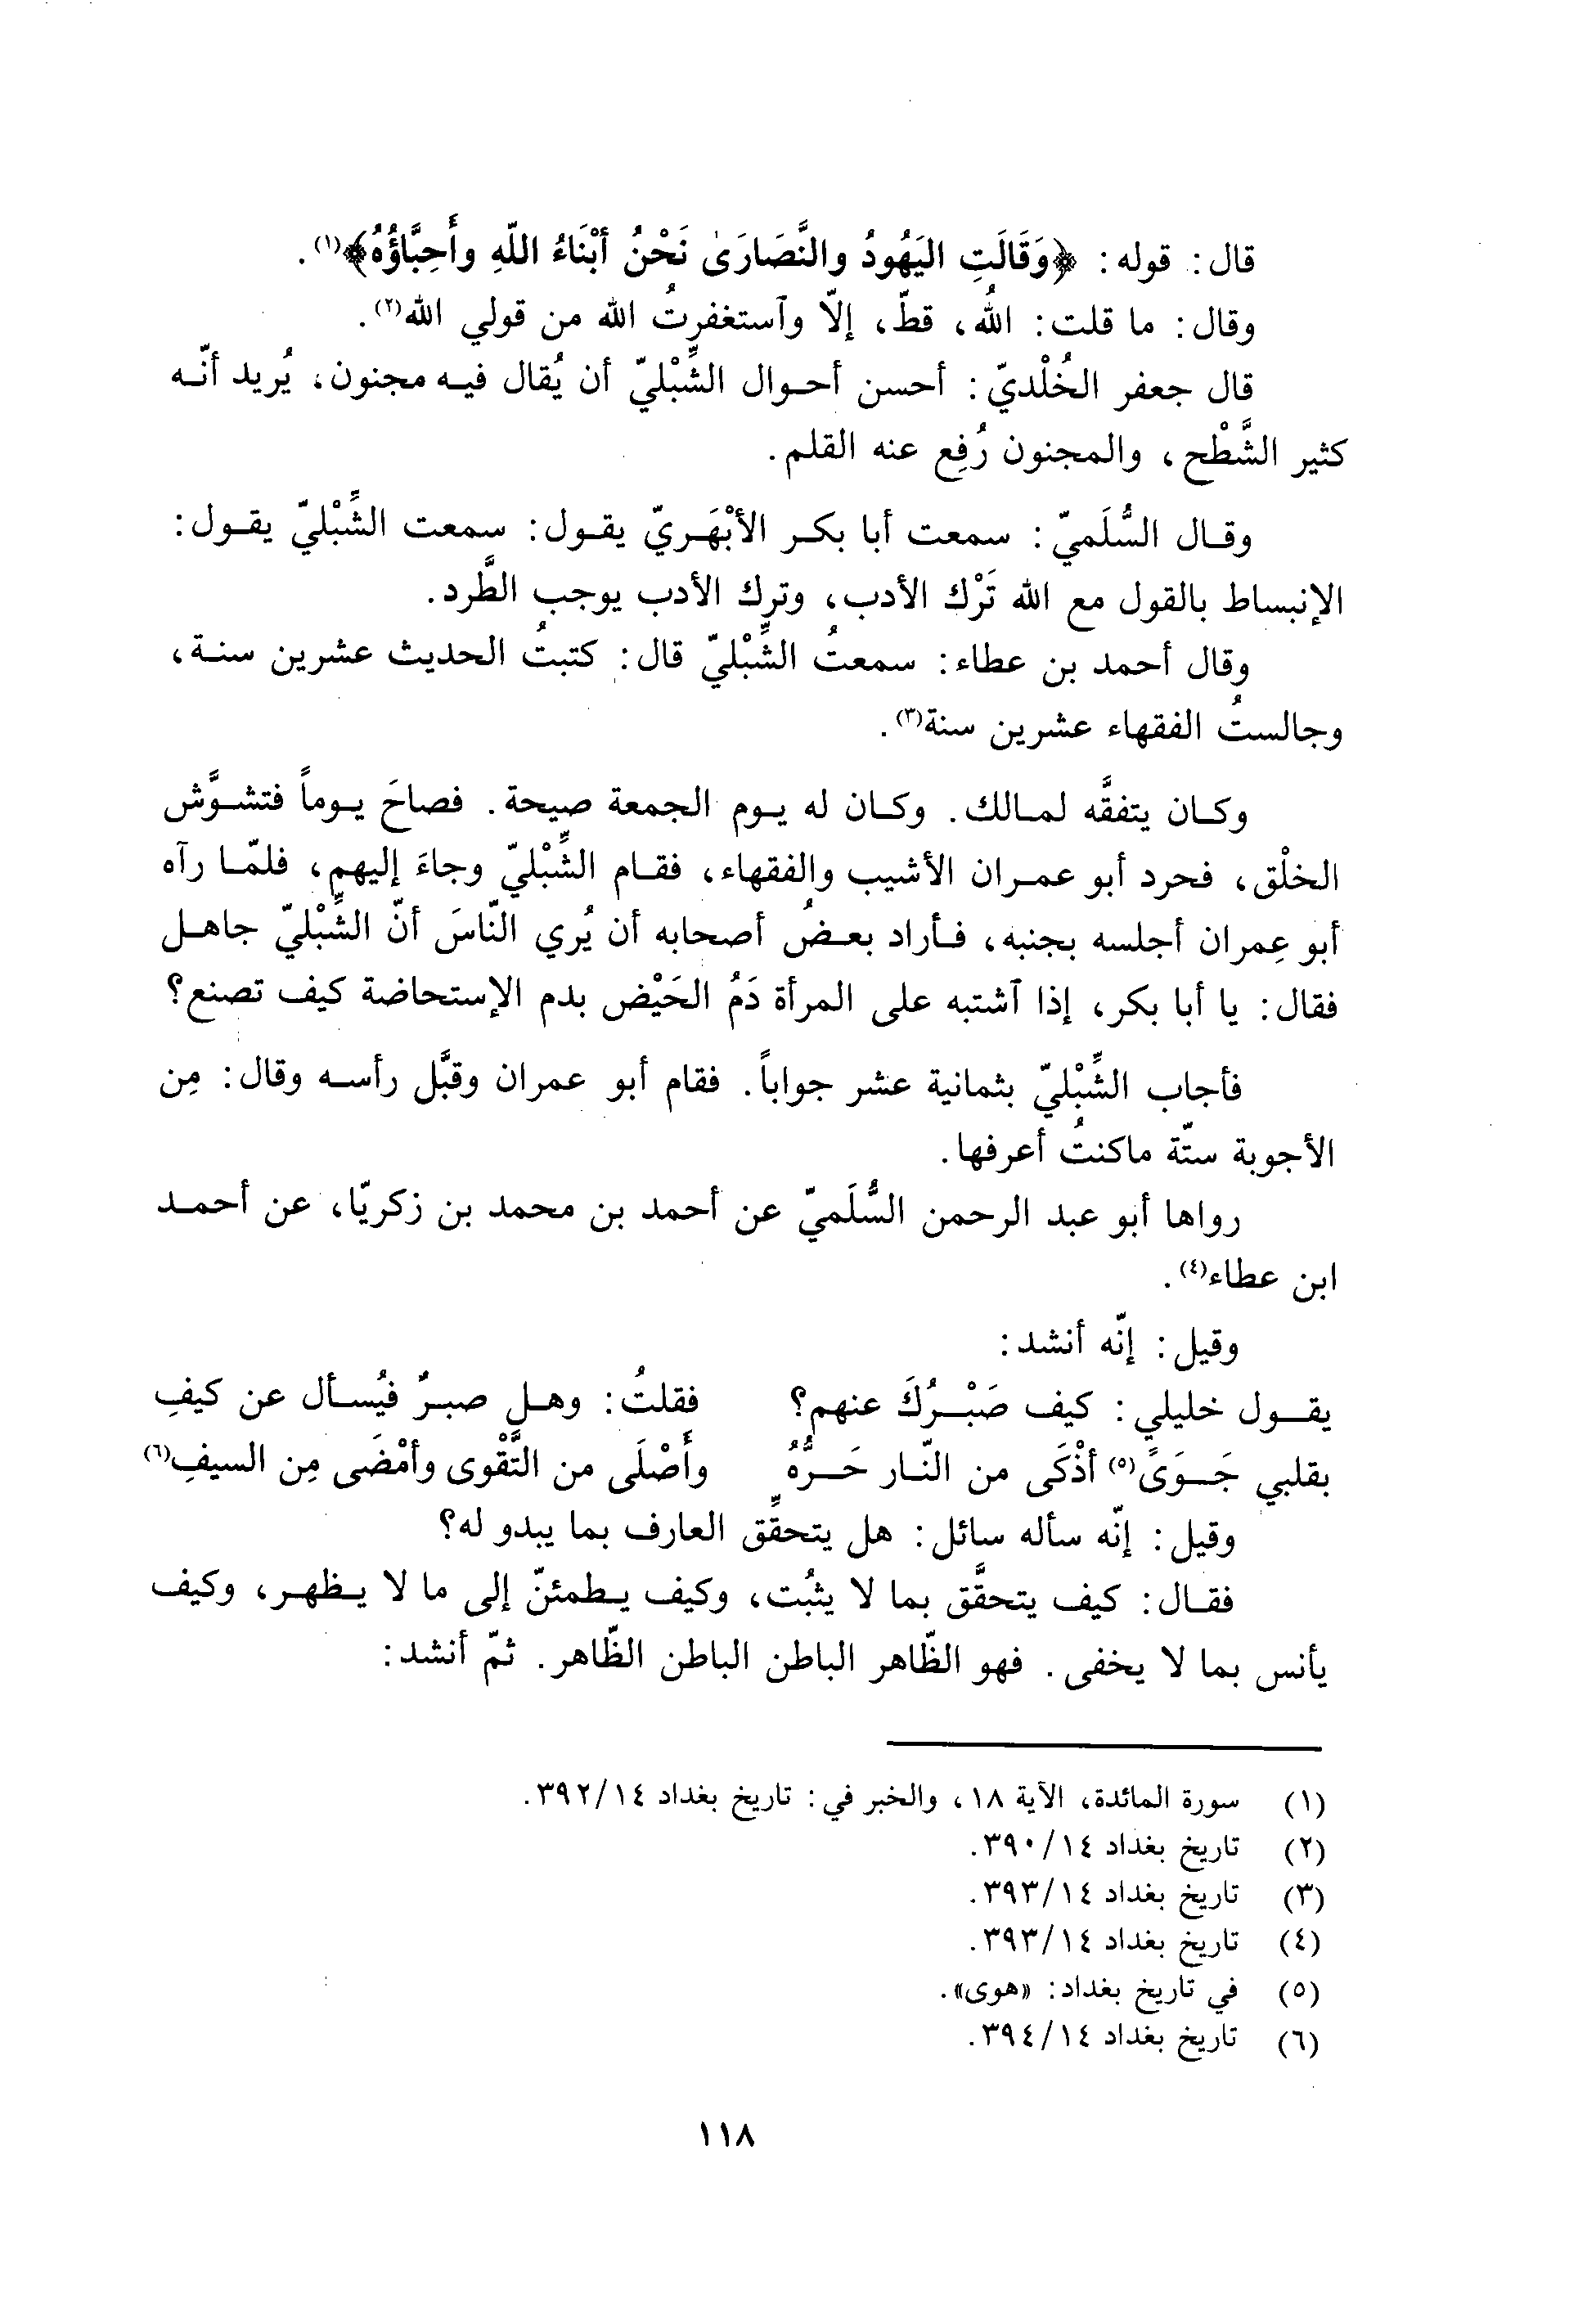 قال: قوله: ﴿وَقَالَتِ اليَهُودُ والنَّصَارَىٰ نَحْنُ أَبْنَاءُ اللّهِ وأَحِبَّاؤُهُ﴾(١).
وقال: ما قلت: اللهُ، قطّ، إلّا وآستغفرتُ الله من قولي الله(٢).
قال جعفر الخُلْديّ: أحسن أحوال الشِّبْليّ أن يُقال فيه مجنون، يُريد أنّه
كثير الشَّطْح، والمجنون رُفِع عنه القلم.
وقال السُّلَميّ: سمعت أبا بكر الأبْهَريّ يقول: سمعت الشِّبْليّ يقول:
الإنبساط بالقول مع الله تَرْك الأدب، وترك الأدب يوجب الطَّرد.
وقال أحمد بن عطاء: سمعتُ الشِّبْليّ قال: كتبتُ الحديث عشرين سنة،
وجالستُ الفقهاء عشرين سنة(٣).
وكان يتفقَّه لمالك. وكان له يوم الجمعة صيحة. فصاحَ يوماً فتشوَّش
الخلْق، فحرد أبو عمران الأشيب والفقهاء، فقام الشِّبْليّ وجاءَ إليهم، فلمّا رآه
أبو عِمران أجلسه بجنبه، فأراد بعضُ أصحابه أن يُري النّاسَ أنّ الشِّبْليّ جاهل
فقال: يا أبا بكر، إذا آشتبه على المرأة دَمُ الحَيْض بدم الإستحاضة كيف تصنع؟
فأجاب الشِّبْليّ بثمانية عشر جواباً. فقام أبو عمران وقبَّل رأسه وقال: مِن
الأجوبة ستّة ماكنتُ أعرفها.
رواها أبو عبد الرحمن السُّلَميّ عن أحمد بن محمد بن زكريّا، عن أحمد
ابن عطاء(٤).
وقيل: إنّه أنشد:
يقول خليلي: كيف صَبْرُكَ عنهم؟ فقلتُ: وهل صبرٌ فيُسأل عن كيفِ
بقلبي جَوَىً(٥) أذْكَى من النّار حَرُّهُ وأَصْلَى من التَّقْوى وأمْضَى مِن السيفِ(٦)
وقيل: إنّه سأله سائل: هل يتحقِّق العارف بما يبدو له؟
فقال: كيف يتحقَّق بما لا يثبُت، وكيف يطمئنّ إلى ما لا يظهر، وكيف
يأنس بما لا يخفى. فهو الظّاهر الباطن الباطن الظّاهر. ثمّ أنشد:
(١) سورة المائدة، الآية ١٨، والخبر في: تاريخ بغداد ٣٩٢/١٤.
(٢) تاريخ بغداد ٣٩٠/١٤.
(٣) تاريخ بغداد ٣٩٣/١٤.
(٤) تاريخ بغداد ٣٩٣/١٤.
(٥) في تاريخ بغداد: «هوى».
(٦) تاريخ بغداد ٣٩٤/١٤.
١١٨